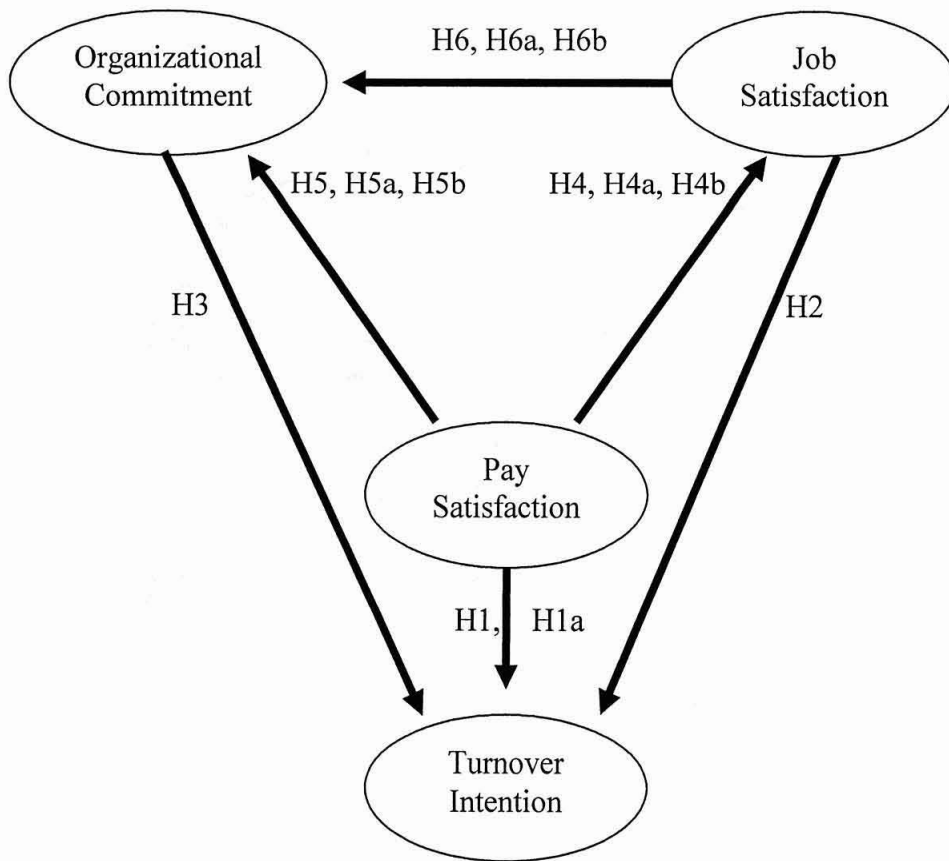 Organizational
Commitment
H6, H6a, H6b
Job
Satisfaction
H5, H5a, H5b
H4, H4a, H4b
H3
H2
Pay
Satisfaction
H1, H1a
Turnover
Intention